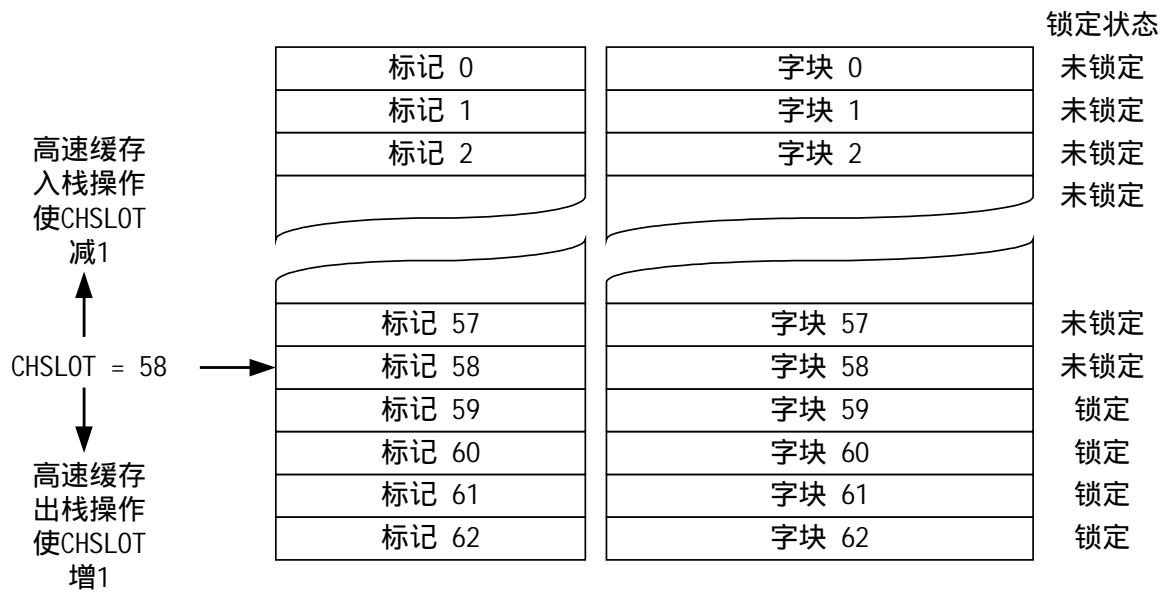 锁定状态
标记 0 字块 0 未锁定
标记 1 字块 1 未锁定
标记 2 字块 2 未锁定
未锁定
高速缓存
入栈操作
使CHSLOT
减1
标记 57 字块 57 未锁定
CHSLOT = 58 标记 58 字块 58 未锁定
标记 59 字块 59 锁定
标记 60 字块 60 锁定
标记 61 字块 61 锁定
标记 62 字块 62 锁定
高速缓存
出栈操作
使CHSLOT
增1